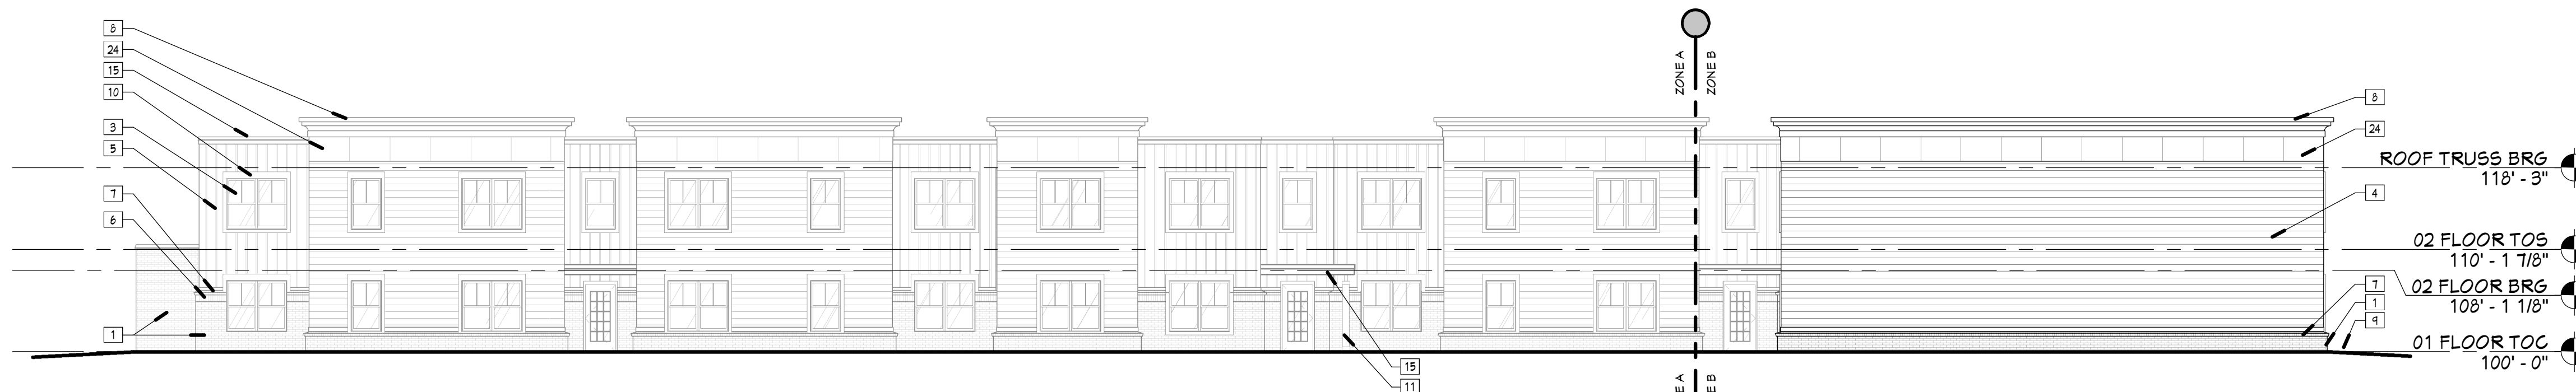 8
24
15
10
3
5
7
6
1
ZONE A
ZONE B
8
24
ROOF TRUSS BRG
118' - 3"
4
02 FLOOR TOS
110' - 1 7/8"
02 FLOOR BRG
108' - 1 1/8"
7
1
9
01 FLOOR TOC
100' - 0"
15
11
E A
E B